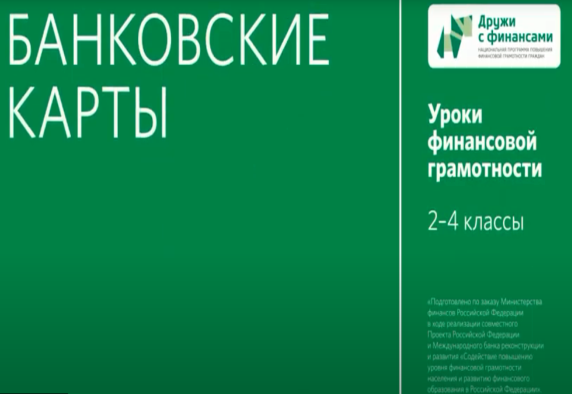 БАНКОВСКИЕ
КАРТЫ
Дружи
с финансами
НАЦИОНАЛЬНАЯ ПРОГРАММА ПОВЫШЕНИЯ
ФИНАНСОВОЙ ГРАМОТНОСТИ ГРАЖДАН
Уроки
финансовой
грамотности
2-4 классы
«Подготовлено по заказу Министерства
финансов Российской Федерации
в ходе реализации совместного
Проекта Российской Федерации
и Международного банка реконструкции
и развития «Содействие повышению
уровня финансовой грамотности
населения и развитию финансового
образования в Российской Федерации».